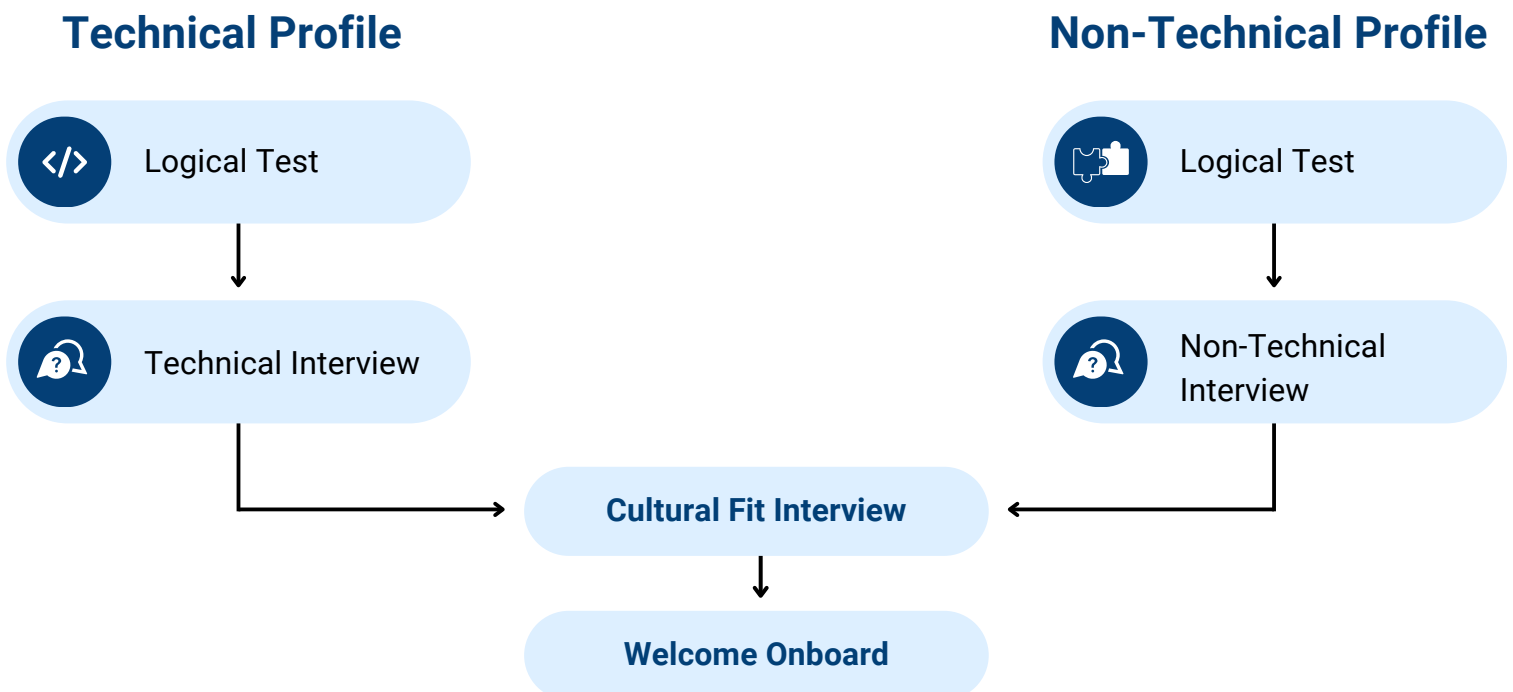 Technical Profile
Non-Technical Profile
</>
Logical Test
Logical Test
?
Technical Interview
?
Non-Technical
Interview
Cultural Fit Interview
Welcome Onboard